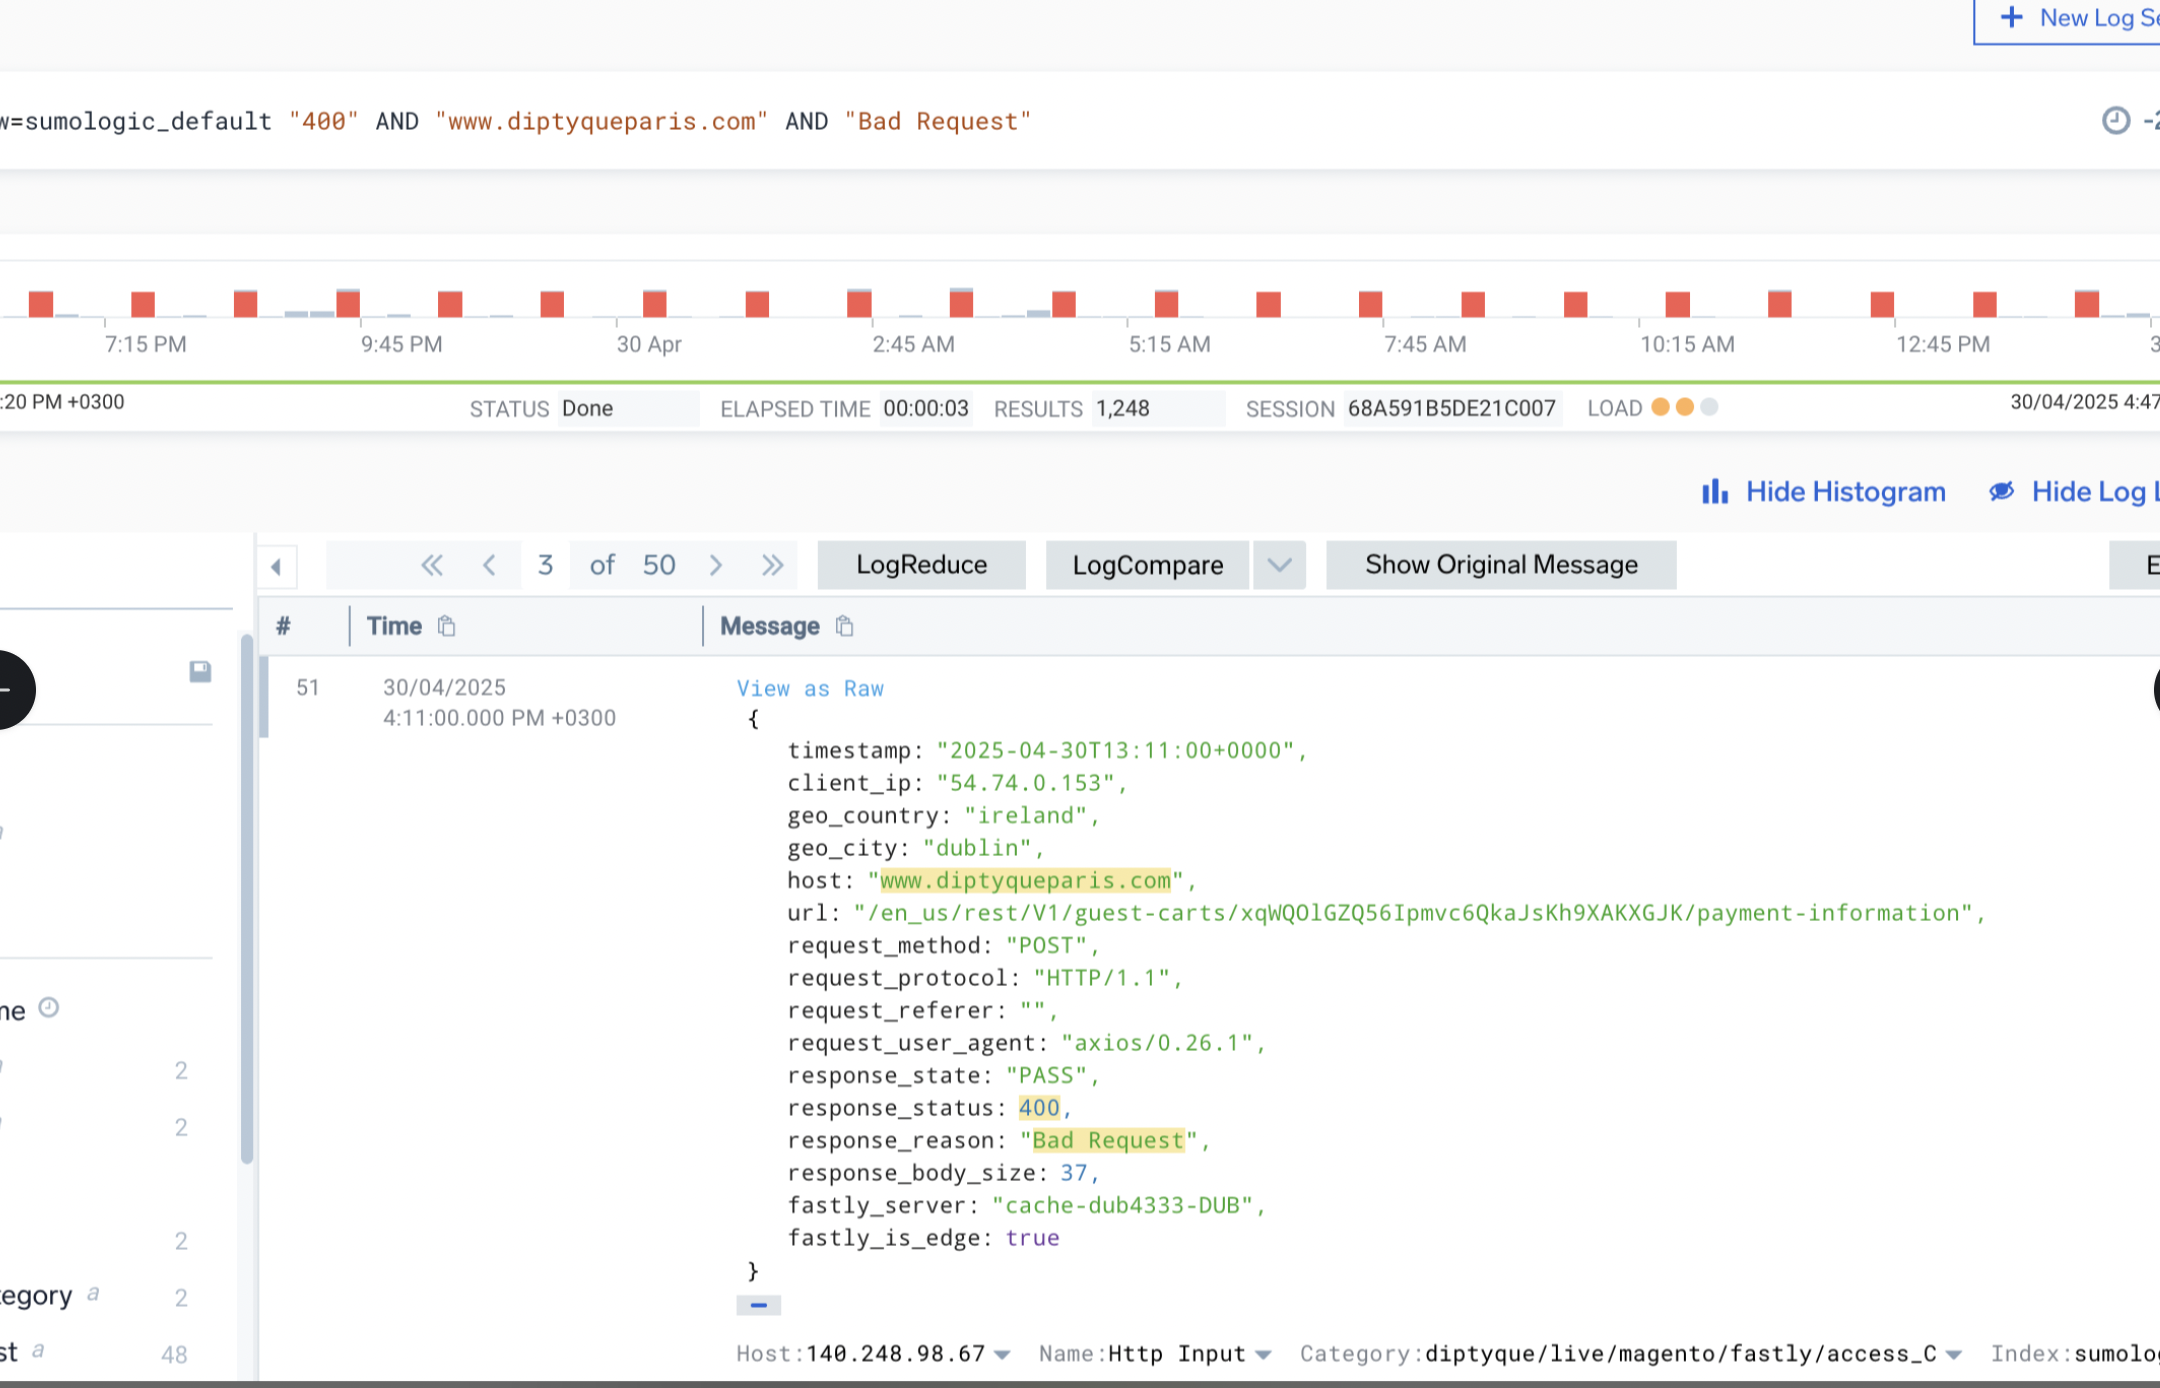 New Log Se
w=sumologic_default "400" AND "www.diptyqueparis.com" AND "Bad Request"
-2
7:15 PM 9:45 PM 30 Apr 2:45 AM 5:15 AM 7:45 AM 10:15 AM 12:45 PM 3
:20 PM +0300 STATUS Done ELAPSED TIME 00:00:03 RESULTS 1,248 SESSION 68A591B5DE21C007 LOAD 30/04/2025 4:47
Hide Histogram Hide Log L
3 of 50 LogReduce LogCompare Show Original Message E
# Time Message
51 30/04/2025 View as Raw
4:11:00.000 PM +0300 {
timestamp: "2025-04-30T13:11:00+0000",
client_ip: "54.74.0.153",
geo_country: "ireland",
geo_city: "dublin",
host: "www.diptyqueparis.com",
url: "/en_us/rest/V1/guest-carts/xqWQOlGZQ56Ipmvc6QkaJsKh9XAKXGJK/payment-information",
request_method: "POST",
request_protocol: "HTTP/1.1",
request_referer: "",
request_user_agent: "axios/0.26.1",
response_state: "PASS",
response_status: 400,
response_reason: "Bad Request",
response_body_size: 37,
fastly_server: "cache-dub4333-DUB",
fastly_is_edge: true
}
Host:140.248.98.67 Name:Http Input Category:diptyque/live/magento/fastly/access_C Index:sumolog
me
2
2
2
tegory a 2
st a 48